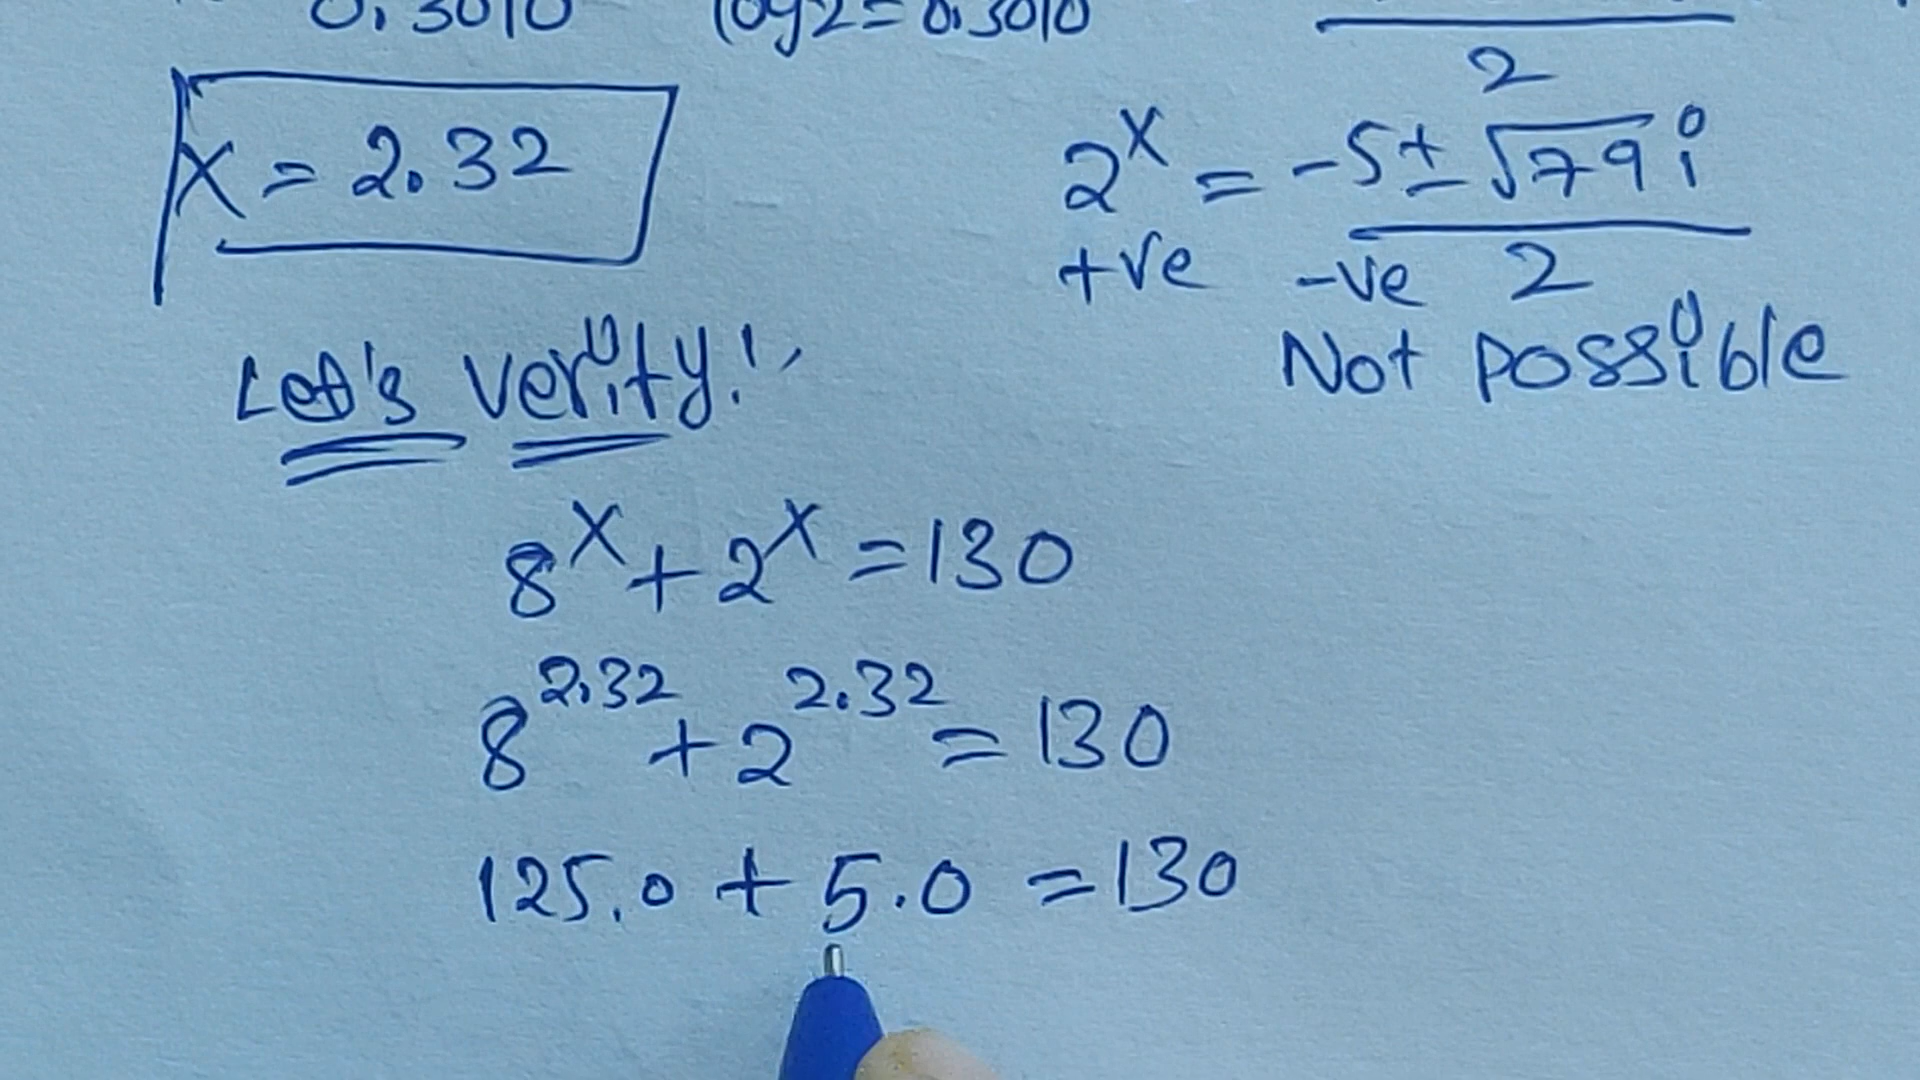 0.3010 log2=0.3010
2
x = 2.32
2^x = -5 ± √79 i
2
+ve -ve
Not possible
Let's verify!
8^x + 2^x = 130
8^2.32 + 2^2.32 = 130
125.0 + 5.0 = 130